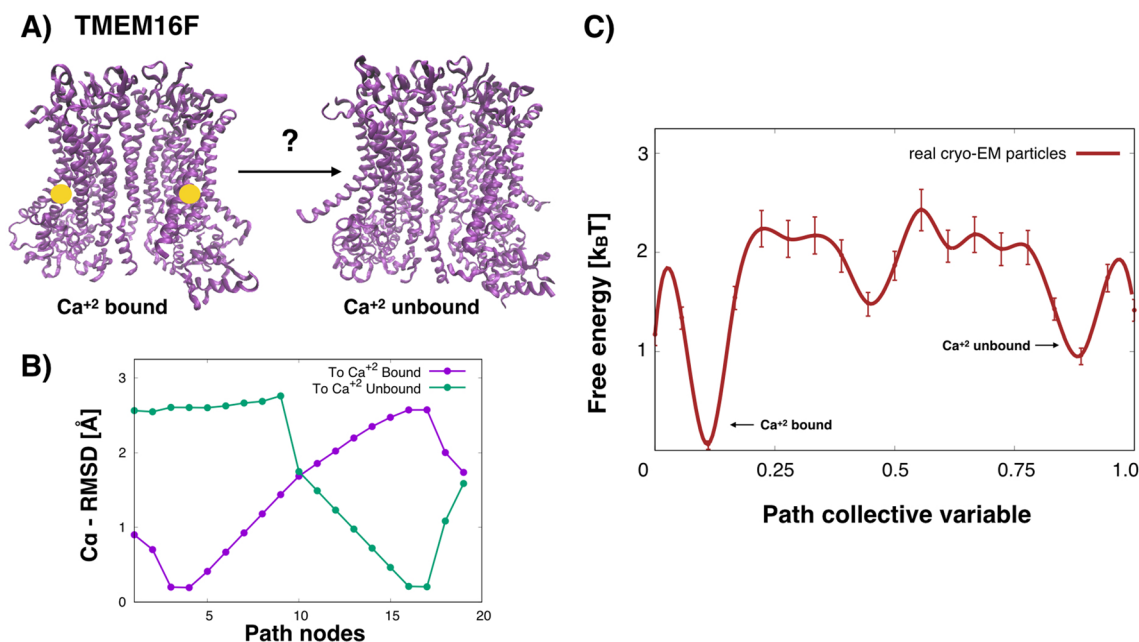 A) TMEM16F
?
Ca+2 bound
Ca+2 unbound
B)
Cα - RMSD [Å]
3
2
1
0
To Ca+2 Bound
To Ca+2 Unbound
5
10
15
20
Path nodes
C)
Free energy [kBT]
3
2
1
real cryo-EM particles
Ca+2 unbound
Ca+2 bound
0
0.25
0.5
0.75
1.0
Path collective variable